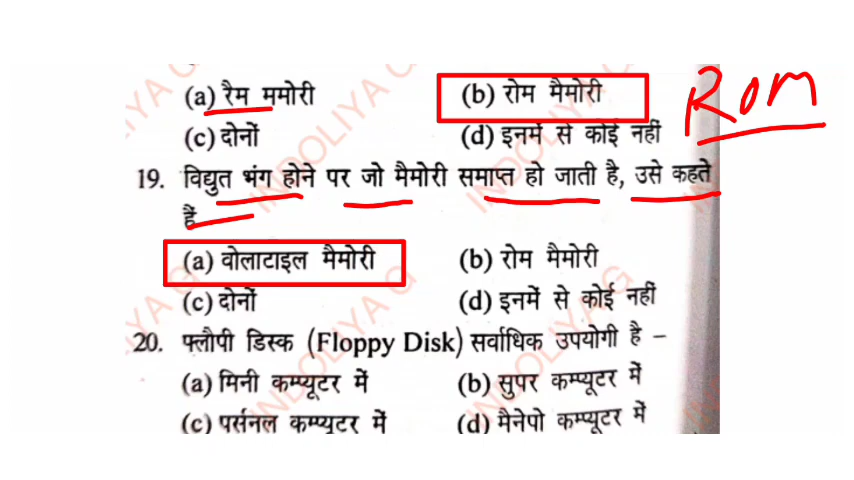 (a) रैम ममोरी (b) रोम मैमोरी Rom
(c) दोनों (d) इनमें से कोई नहीं
19. विद्युत भंग होने पर जो मैमोरी समाप्त हो जाती है, उसे कहते
हैं
(a) वोलाटाइल मैमोरी (b) रोम मैमोरी
(c) दोनों (d) इनमें से कोई नहीं
20. फ्लौपी डिस्क (Floppy Disk) सर्वाधिक उपयोगी है –
(a) मिनी कम्प्यूटर में (b) सुपर कम्प्यूटर में
(c) पर्सनल कम्प्यूटर में (d) मैनेपो कम्प्यूटर में
INDOLIYA G